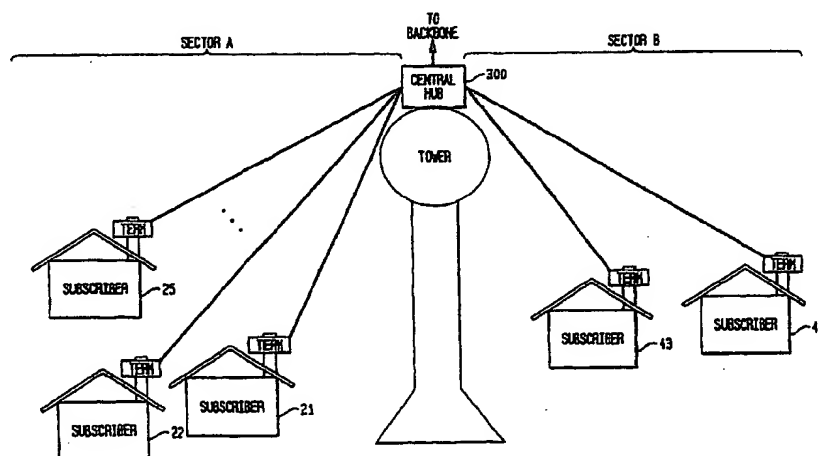 TO
BACKBONE
SECTOR A
SECTOR B
CENTRAL
HUB
300
TOWER
TERM
SUBSCRIBER
25
TERM
SUBSCRIBER
43
TERM
SUBSCRIBER
4
TERM
SUBSCRIBER
21
TERM
SUBSCRIBER
22